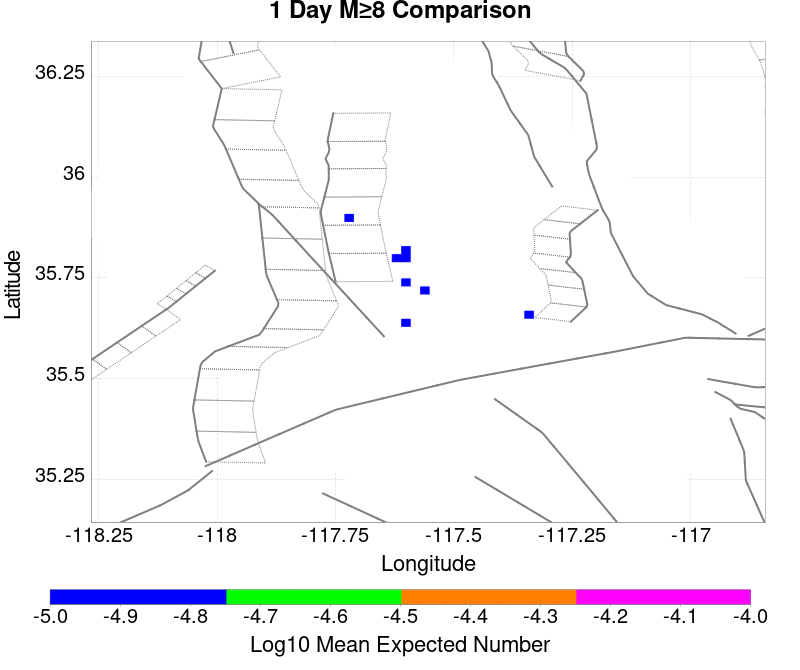 1 Day M≥8 Comparison
36.25
36
35.75
35.5
35.25
Latitude
-118.25 -118 -117.75 -117.5 -117.25 -117
Longitude
-5.0 -4.9 -4.8 -4.7 -4.6 -4.5 -4.4 -4.3 -4.2 -4.1 -4.0
Log10 Mean Expected Number